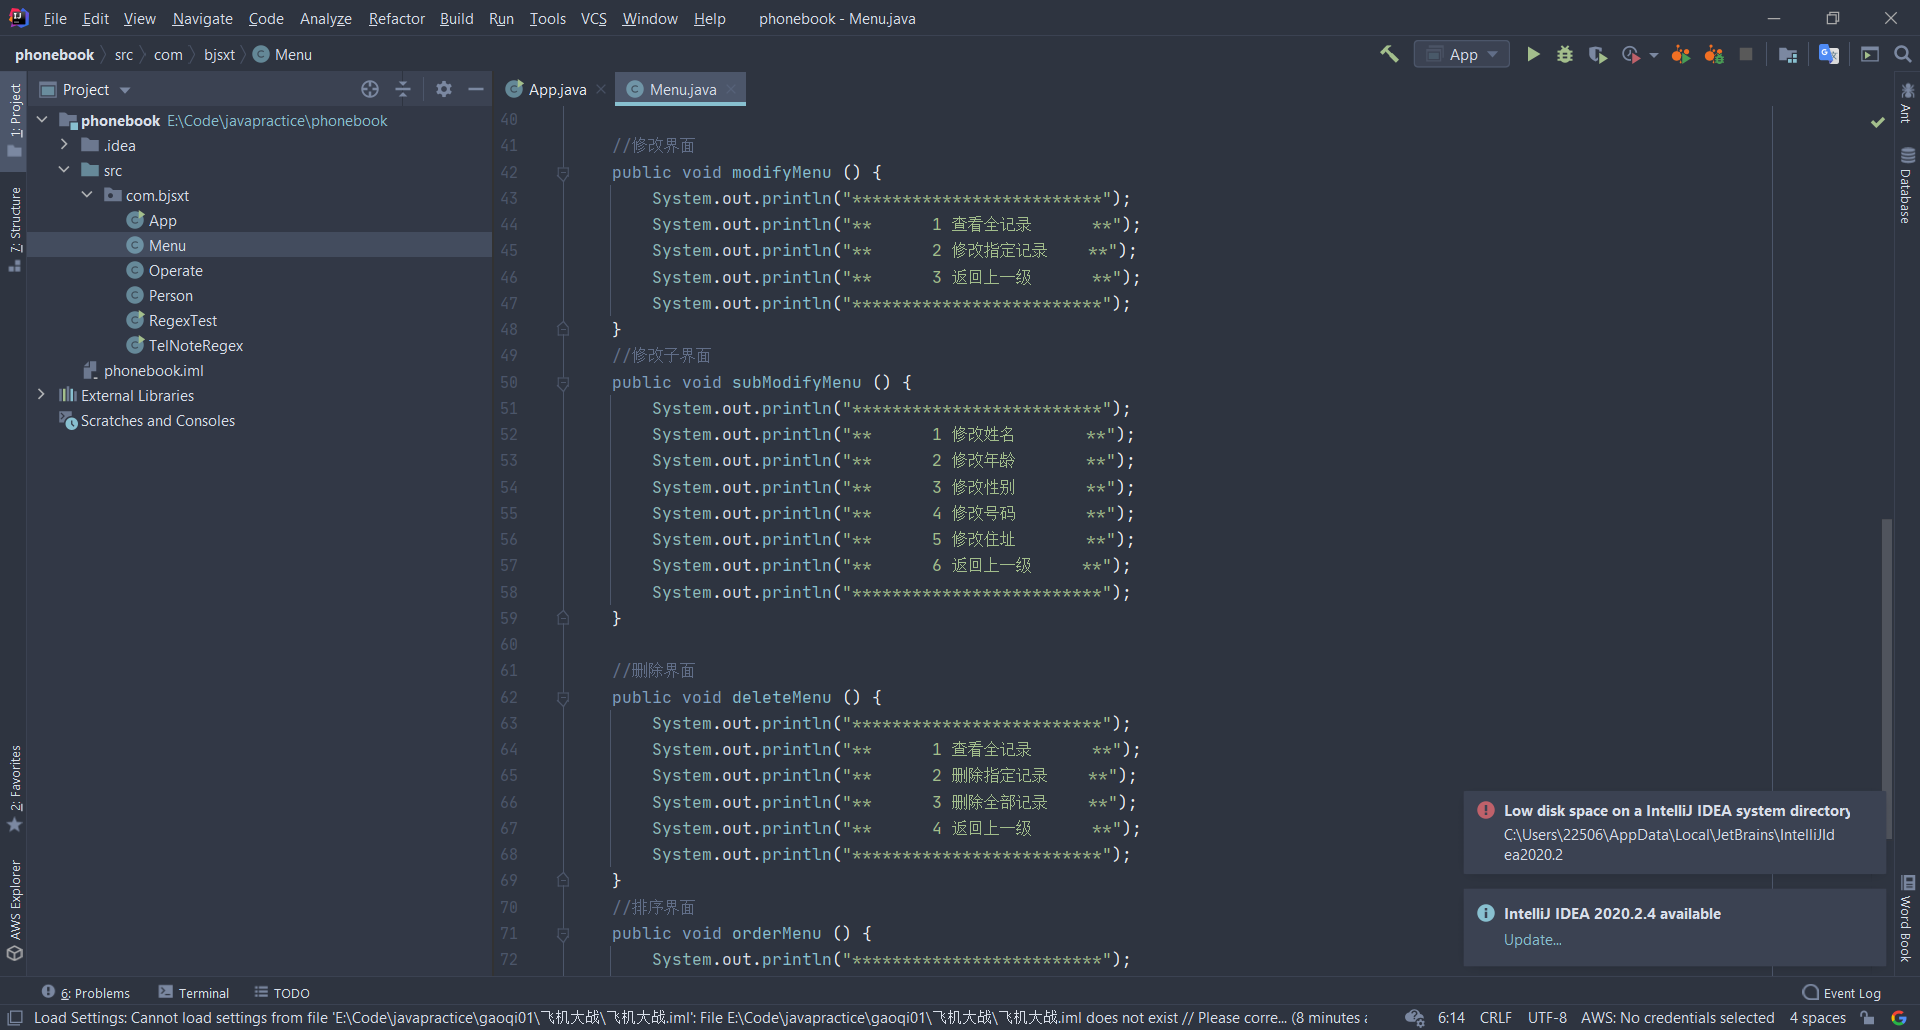 File Edit View Navigate Code Analyze Refactor Build Run Tools VCS Window Help phonebook - Menu.java
phonebook src com bjsxt Menu App
Project
App.java Menu.java
1: Project
7: Structure
2: Favorites
AWS Explorer
phonebook E:\Code\javapractice\phonebook
.idea
src
com.bjsxt
App
Menu
Operate
Person
RegexTest
TelNoteRegex
phonebook.iml
External Libraries
Scratches and Consoles
40
41 //修改界面
42 public void modifyMenu () {
43 System.out.println("*************************");
44 System.out.println("**      1 查看全记录      **");
45 System.out.println("**      2 修改指定记录    **");
46 System.out.println("**      3 返回上一级      **");
47 System.out.println("*************************");
48 }
49 //修改子界面
50 public void subModifyMenu () {
51 System.out.println("*************************");
52 System.out.println("**      1 修改姓名       **");
53 System.out.println("**      2 修改年龄       **");
54 System.out.println("**      3 修改性别       **");
55 System.out.println("**      4 修改号码       **");
56 System.out.println("**      5 修改住址       **");
57 System.out.println("**      6 返回上一级     **");
58 System.out.println("*************************");
59 }
60
61 //删除界面
62 public void deleteMenu () {
63 System.out.println("*************************");
64 System.out.println("**      1 查看全记录      **");
65 System.out.println("**      2 删除指定记录    **");
66 System.out.println("**      3 删除全部记录    **");
67 System.out.println("**      4 返回上一级      **");
68 System.out.println("*************************");
69 }
70 //排序界面
71 public void orderMenu () {
72 System.out.println("*************************");
Ant
Database
Word Book
Low disk space on a IntelliJ IDEA system directory
C:\Users\22506\AppData\Local\JetBrains\IntelliJId
ea2020.2
IntelliJ IDEA 2020.2.4 available
Update...
6: Problems Terminal TODO Event Log
Load Settings: Cannot load settings from file 'E:\Code\javapractice\gaoqi01\飞机大战\飞机大战.iml': File E:\Code\javapractice\gaoqi01\飞机大战\飞机大战.iml does not exist // Please corre... (8 minutes a 6:14 CRLF UTF-8 AWS: No credentials selected 4 spaces